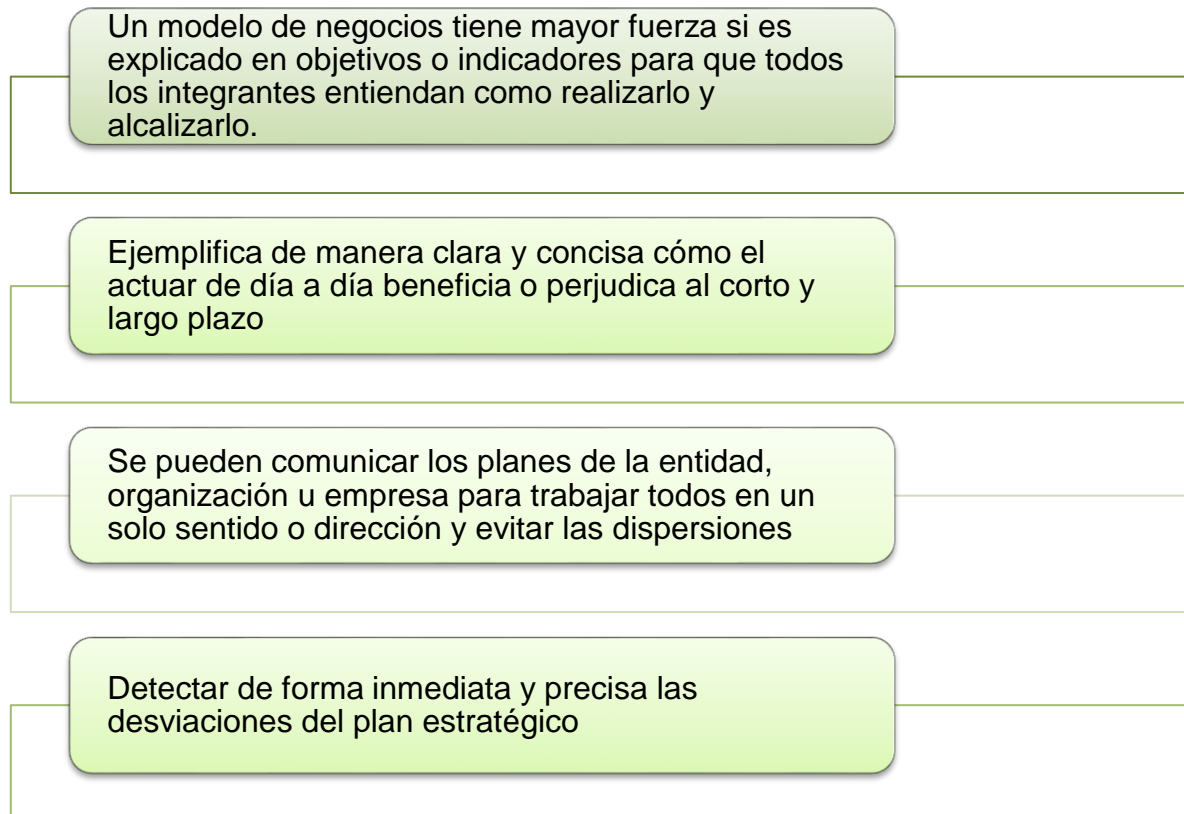 Un modelo de negocios tiene mayor fuerza si es
explicado en objetivos o indicadores para que todos
los integrantes entiendan como realizarlo y
alcalizarlo.
Ejemplifica de manera clara y concisa cómo el
actuar de día a día beneficia o perjudica al corto y
largo plazo
Se pueden comunicar los planes de la entidad,
organización u empresa para trabajar todos en un
solo sentido o dirección y evitar las dispersiones
Detectar de forma inmediata y precisa las
desviaciones del plan estratégico